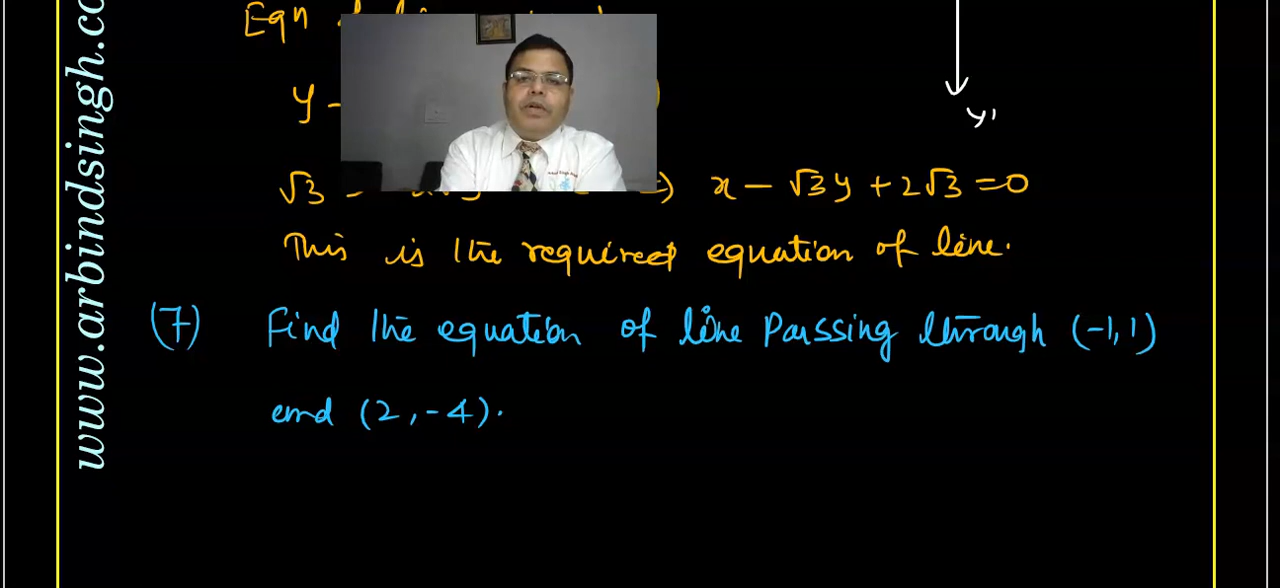 Eqn
y -
√3 -
x - √3y + 2√3 = 0
This is the required equation of line.
(7) Find the equation of line Passing through (-1, 1)
and (2, -4).
y'
www.arbindsingh.co